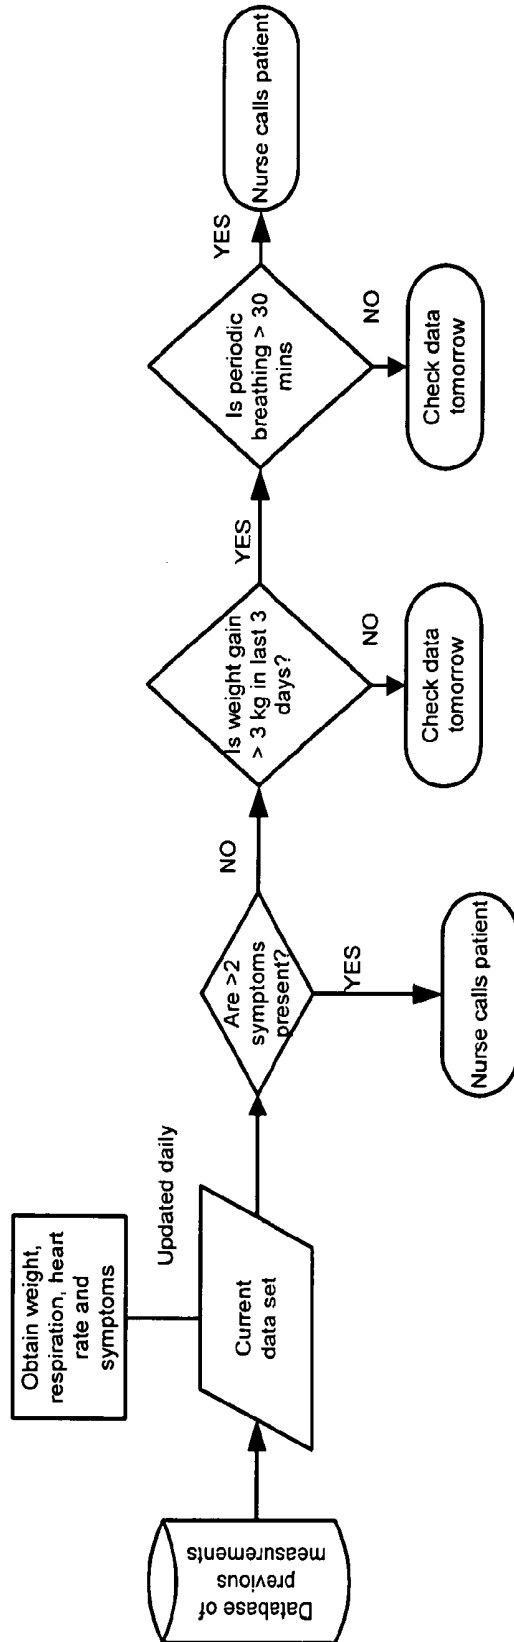 Database of
previous
measurements
Obtain weight,
respiration, heart
rate and
symptoms
Current
data set
Updated daily
Are >2
symptoms
present?
YES
Nurse calls patient
NO
Is weight gain
> 3 kg in last 3
days?
NO
Check data
tomorrow
YES
Is periodic
breathing > 30
mins
NO
Check data
tomorrow
YES
Nurse calls patient